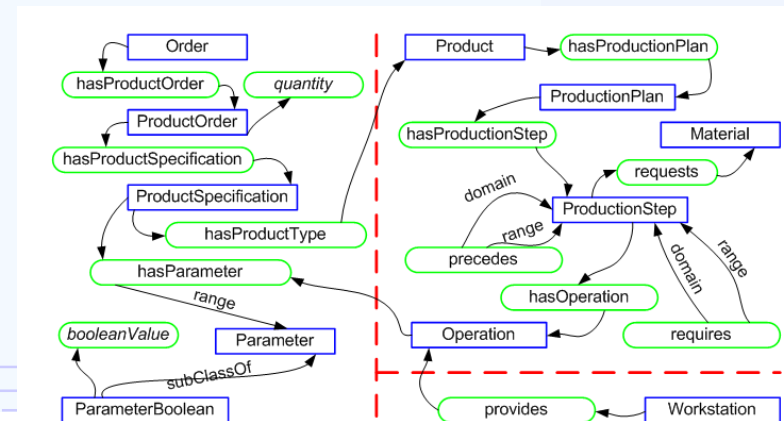 Order
hasProductOrder
quantity
ProductOrder
hasProductSpecification
ProductSpecification
hasProductType
hasParameter
range
booleanValue
Parameter
subClassOf
ParameterBoolean
Product
hasProductionPlan
ProductionPlan
hasProductionStep
Material
requests
domain
ProductionStep
range
precedes
domain
range
hasOperation
Operation
requires
provides
Workstation